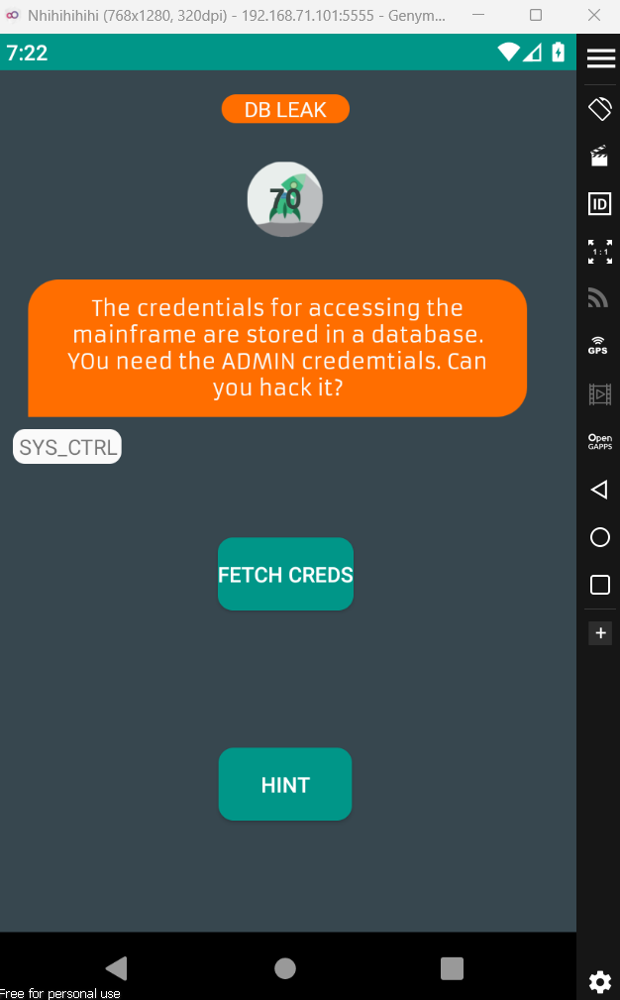 Nhihihihihi (768x1280, 320dpi) - 192.168.71.101:5555 - Genym...
7:22
DB LEAK
70
The credentials for accessing the
mainframe are stored in a database.
YOu need the ADMIN credemtials. Can
you hack it?
SYS_CTRL
FETCH CREDS
HINT
Free for personal use
ID
1:1
GPS
Open
GAPPS